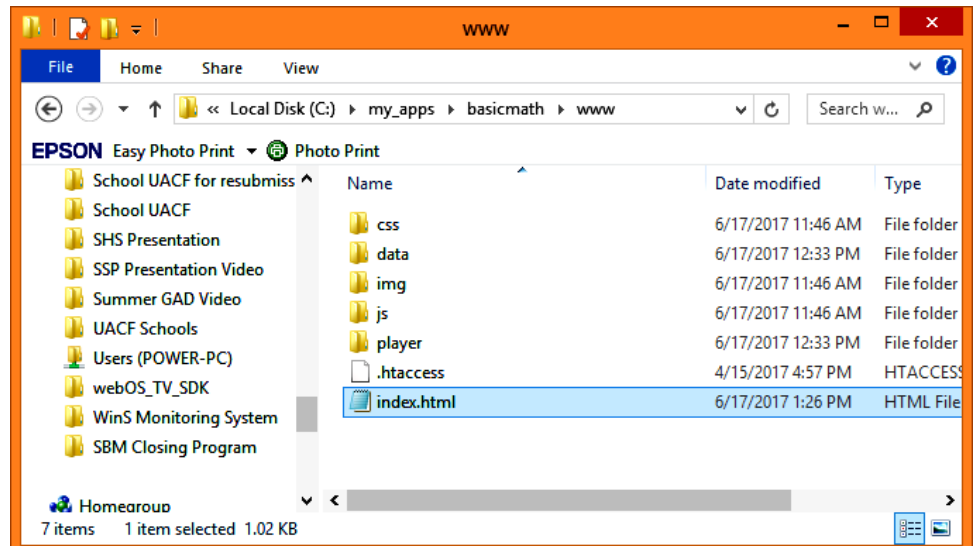 www
File Home Share View
« Local Disk (C:) my_apps basicmath www Search w...
EPSON Easy Photo Print Photo Print
School UACF for resubmiss
School UACF
SHS Presentation
SSP Presentation Video
Summer GAD Video
UACF Schools
Users (POWER-PC)
webOS_TV_SDK
WinS Monitoring System
SBM Closing Program
Homegroup
Name Date modified Type
css 6/17/2017 11:46 AM File folder
data 6/17/2017 12:33 PM File folder
img 6/17/2017 11:46 AM File folder
js 6/17/2017 11:46 AM File folder
player 6/17/2017 12:33 PM File folder
.htaccess 4/15/2017 4:57 PM HTACCESS
index.html 6/17/2017 1:26 PM HTML File
7 items 1 item selected 1.02 KB